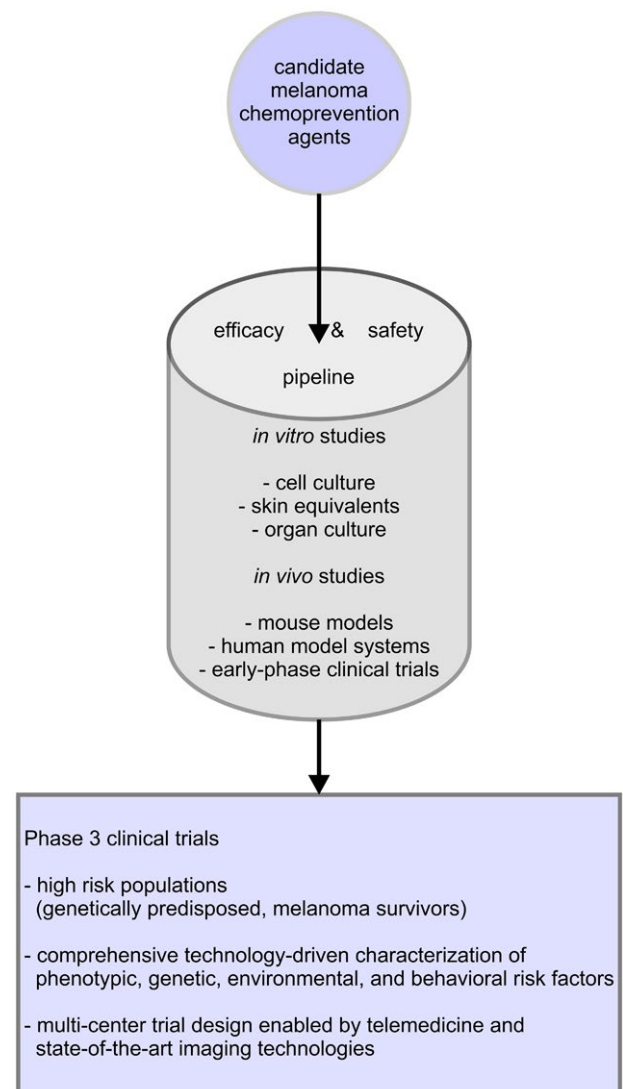 candidate
melanoma
chemoprevention
agents
efficacy & safety
pipeline
in vitro studies
- cell culture
- skin equivalents
- organ culture
in vivo studies
- mouse models
- human model systems
- early-phase clinical trials
Phase 3 clinical trials
- high risk populations
(genetically predisposed, melanoma survivors)
- comprehensive technology-driven characterization of
phenotypic, genetic, environmental, and behavioral risk factors
- multi-center trial design enabled by telemedicine and
state-of-the-art imaging technologies